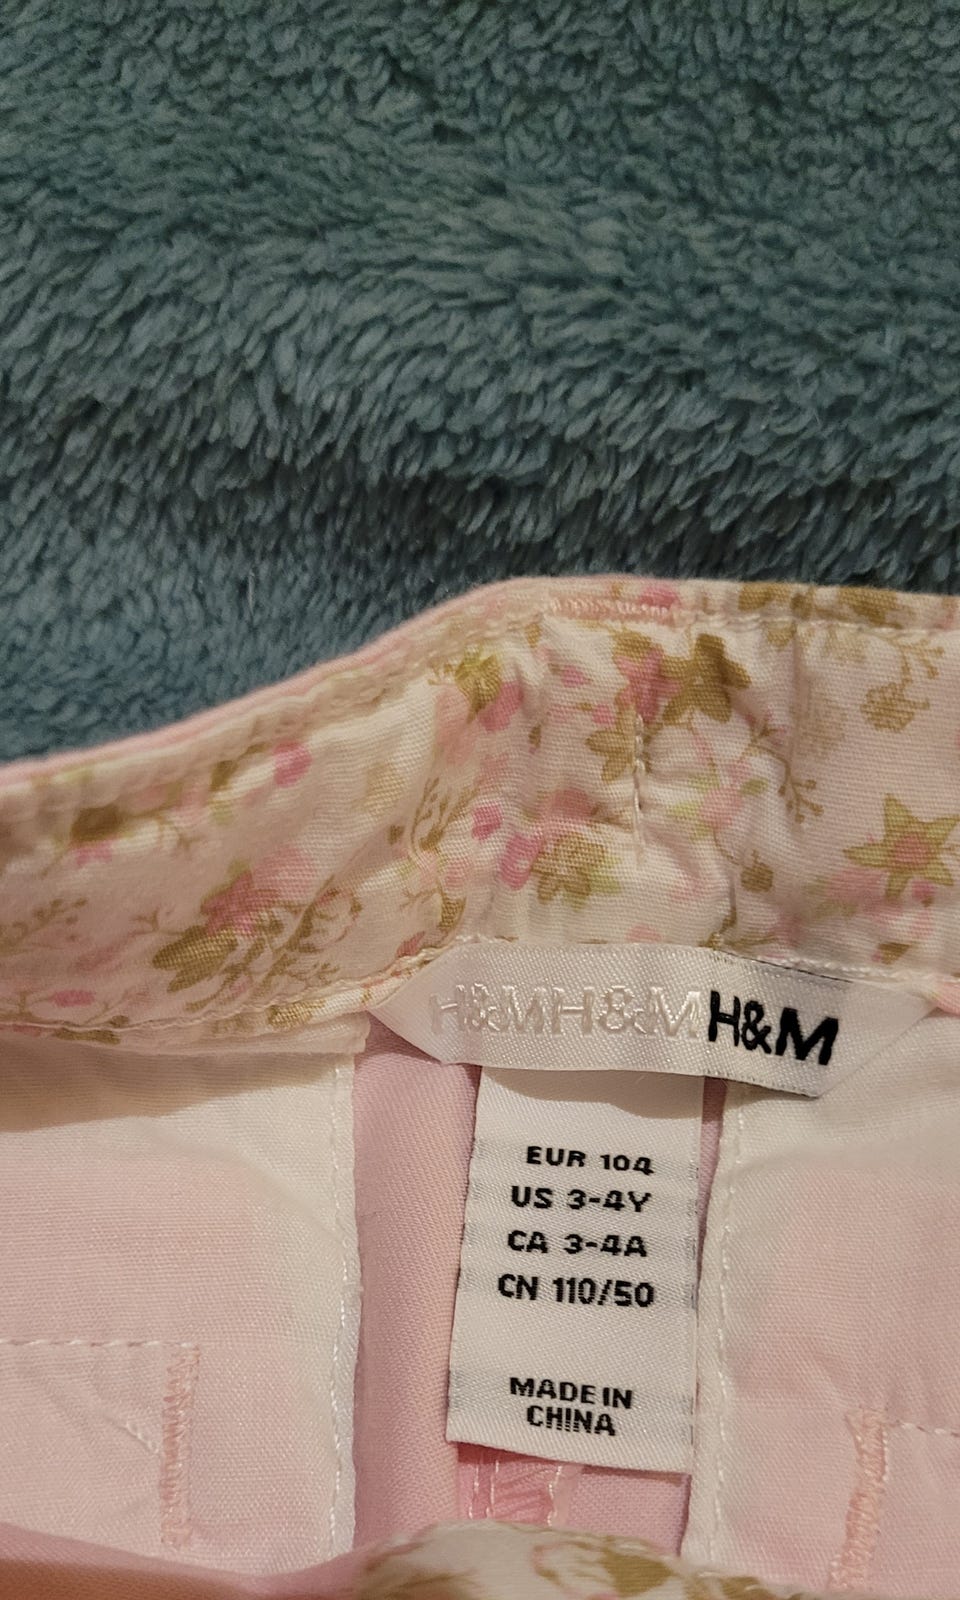 H&MH&MH&M
EUR 104
US 3-4Y
CA 3-4A
CN 110/50
MADE IN
CHINA